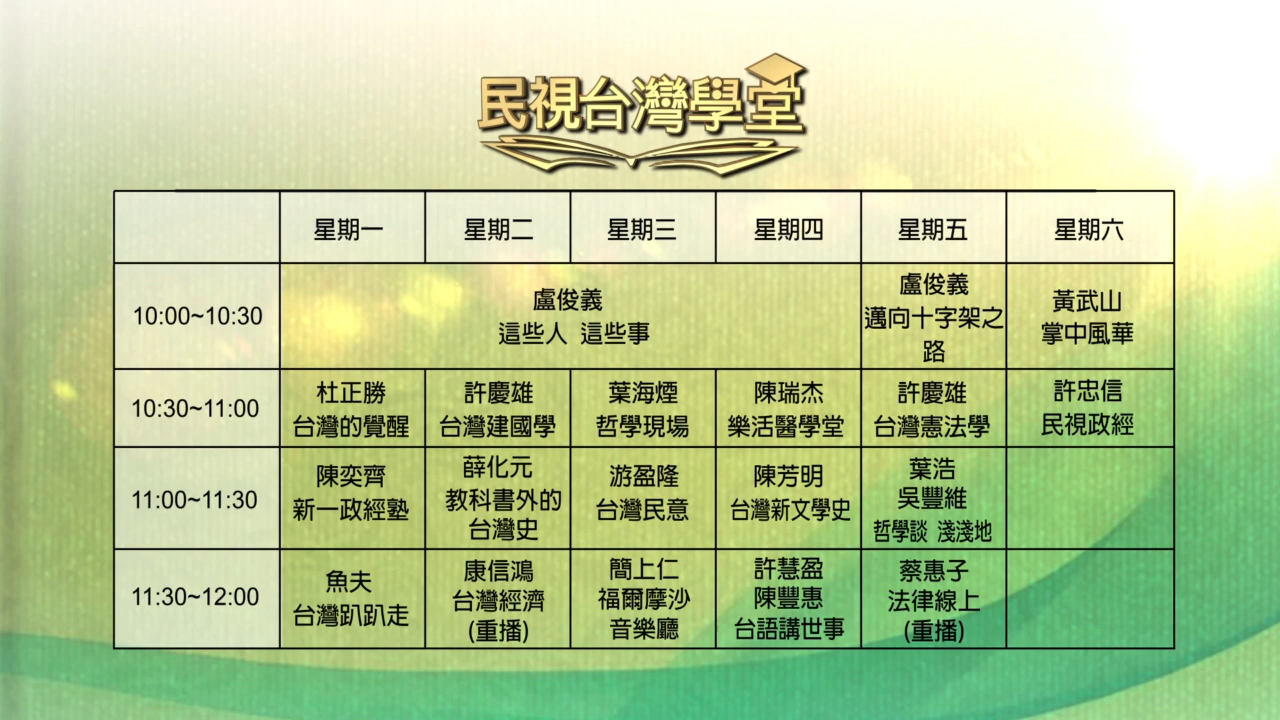 民視台灣學堂
星期一 星期二 星期三 星期四 星期五 星期六
10:00~10:30
盧俊義
這些人 這些事
盧俊義
邁向十字架之
路
黃武山
掌中風華
10:30~11:00
杜正勝
台灣的覺醒
許慶雄
台灣建國學
葉海煙
哲學現場
陳瑞杰
樂活醫學堂
許慶雄
台灣憲法學
許忠信
民視政經
11:00~11:30
陳奕齊
新一政經塾
薛化元
教科書外的
台灣史
游盈隆
台灣民意
陳芳明
台灣新文學史
葉浩
吳豐維
哲學談 淺淺地
11:30~12:00
魚夫
台灣趴趴走
康信鴻
台灣經濟
(重播)
簡上仁
福爾摩沙
音樂廳
許慧盈
陳豐惠
台語講世事
蔡惠子
法律線上
(重播)